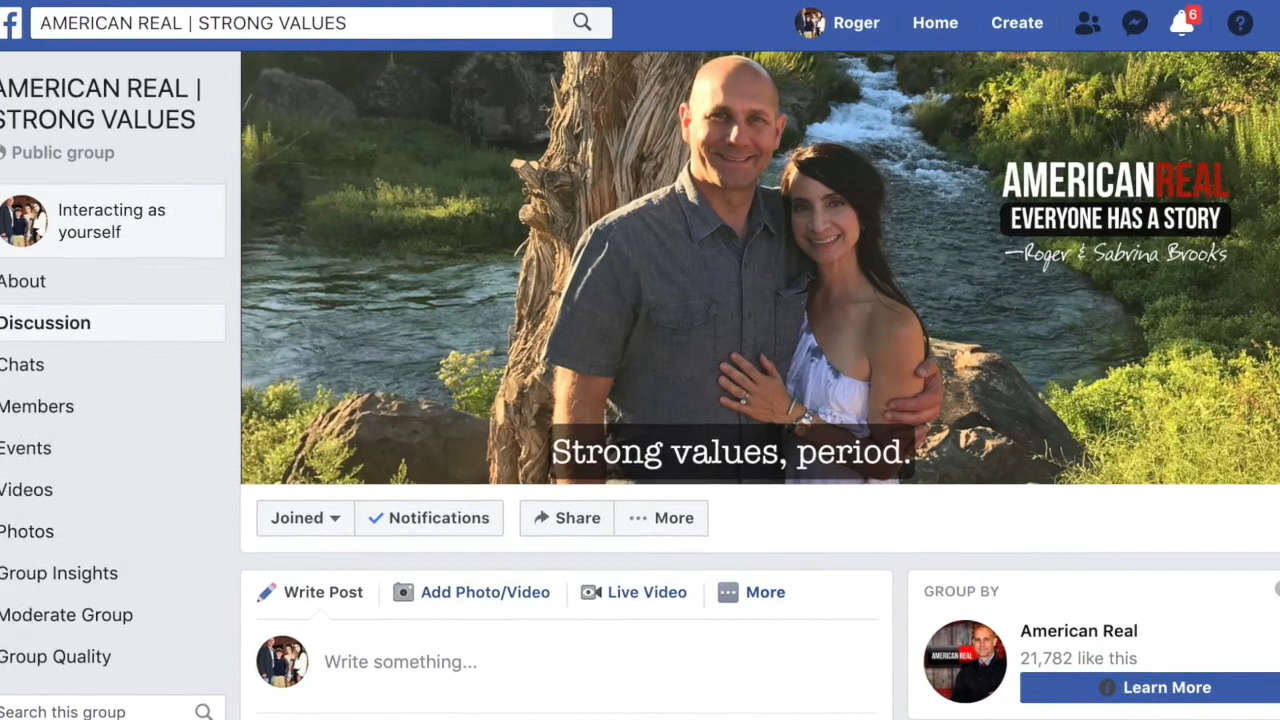 AMERICAN REAL | STRONG VALUES
Roger
Home
Create
6
?
AMERICAN REAL |
STRONG VALUES
Public group
Interacting as
yourself
About
Discussion
Chats
Members
Events
Videos
Photos
Group Insights
Moderate Group
Group Quality
Search this group
AMERICANREAL
EVERYONE HAS A STORY
—Roger & Sabrina Brooks
Strong values, period.
Joined
Notifications
Share
More
Write Post
Add Photo/Video
Live Video
More
Write something...
GROUP BY
American Real
21,782 like this
AMERICAN REAL
Learn More